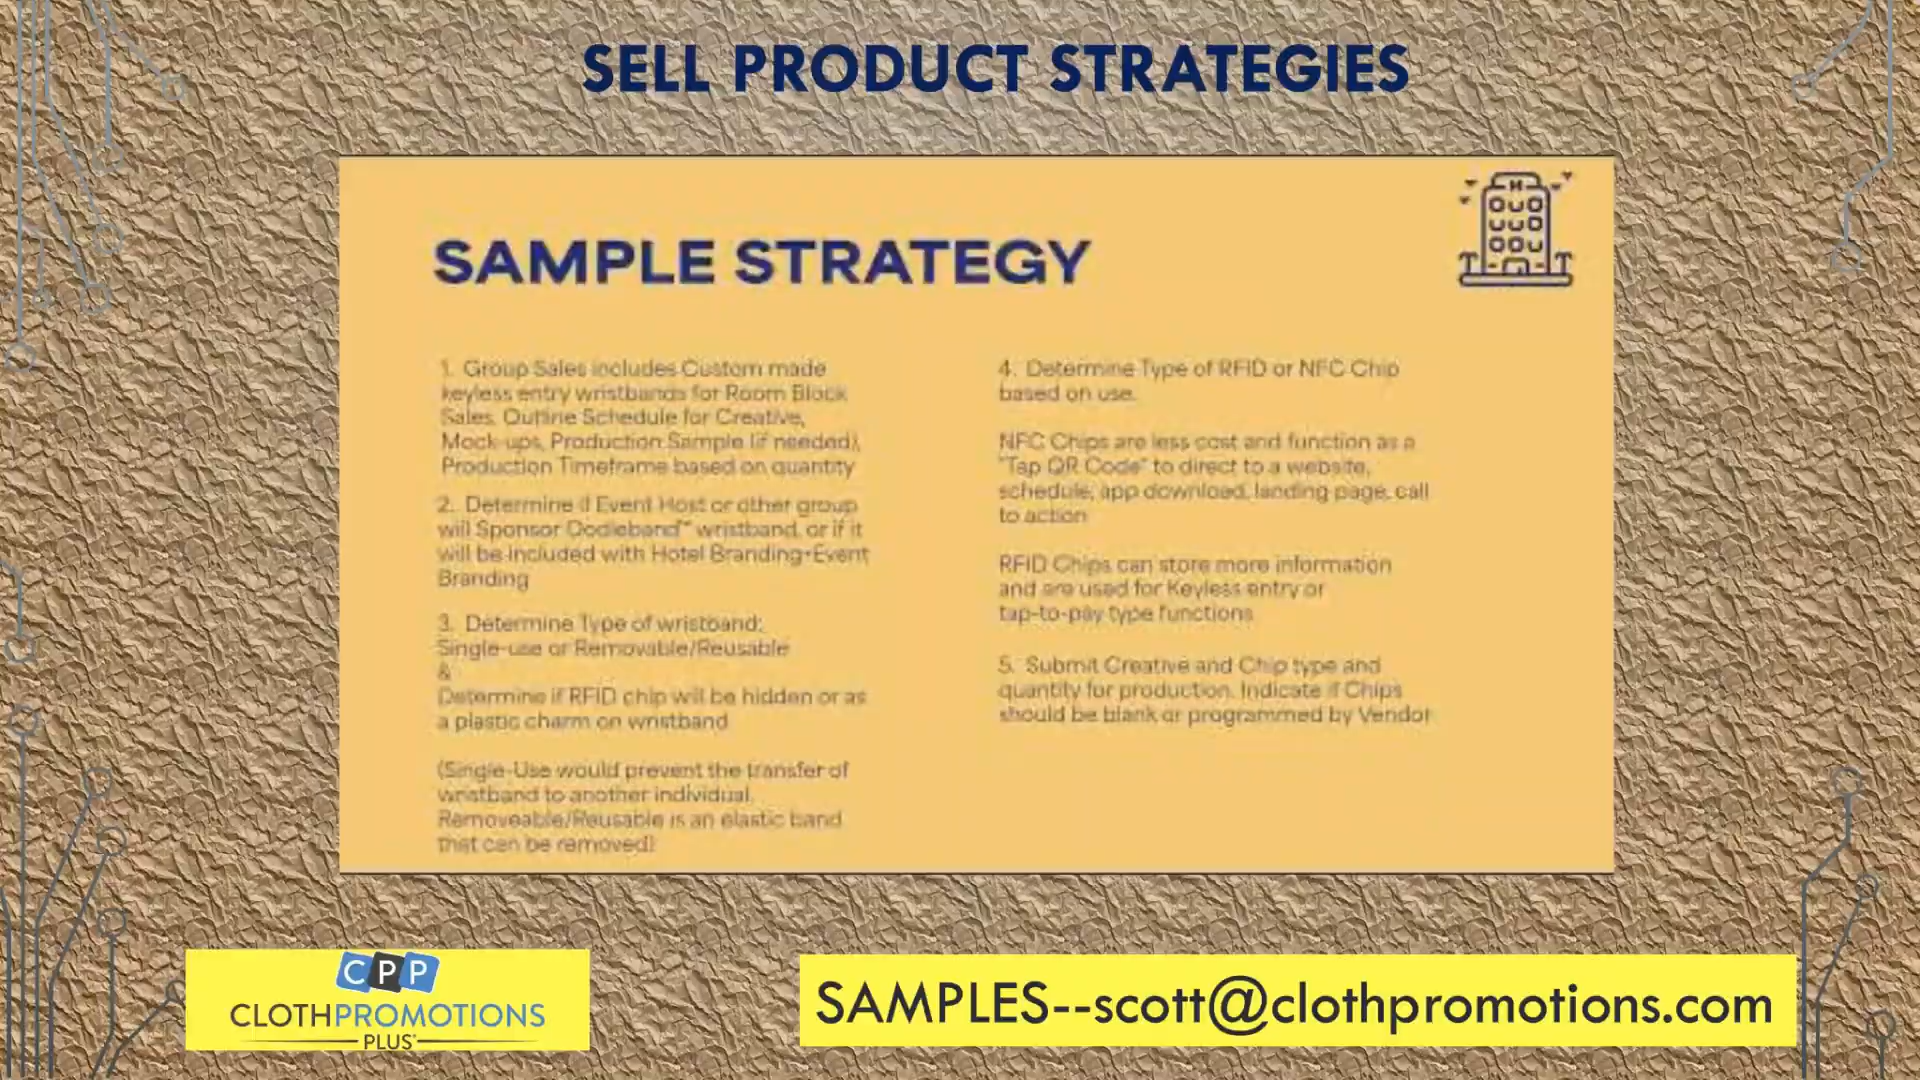 SELL PRODUCT STRATEGIES
SAMPLE STRATEGY
1. Group Sales includes Custom made
keyless entry wristbands for Room Block
Sales. Outline Schedule for Creative,
Mock-ups, Production Sample (if needed),
Production Timeframe based on quantity
2. Determine if Event Host or other group
will Sponsor Dodleband™ wristband, or if it
will be included with Hotel Branding+Event
Branding
3. Determine Type of wristband:
Single-use or Removable/Reusable
&
Determine if RFID chip will be hidden or as
a plastic charm on wristband
(Single-Use would prevent the transfer of
wristband to another individual.
Removeable/Reusable is an elastic band
that can be removed)
4. Determine Type of RFID or NFC Chip
based on use.
NFC Chips are less cost and function as a
"Tap QR Code" to direct to a website,
schedule, app download, landing page, call
to action
RFID Chips can store more information
and are used for Keyless entry or
tap-to-pay type functions
5. Submit Creative and Chip type and
quantity for production. Indicate if Chips
should be blank or programmed by Vendor
CPP
CLOTHPROMOTIONS
PLUS
SAMPLES--scott@clothpromotions.com